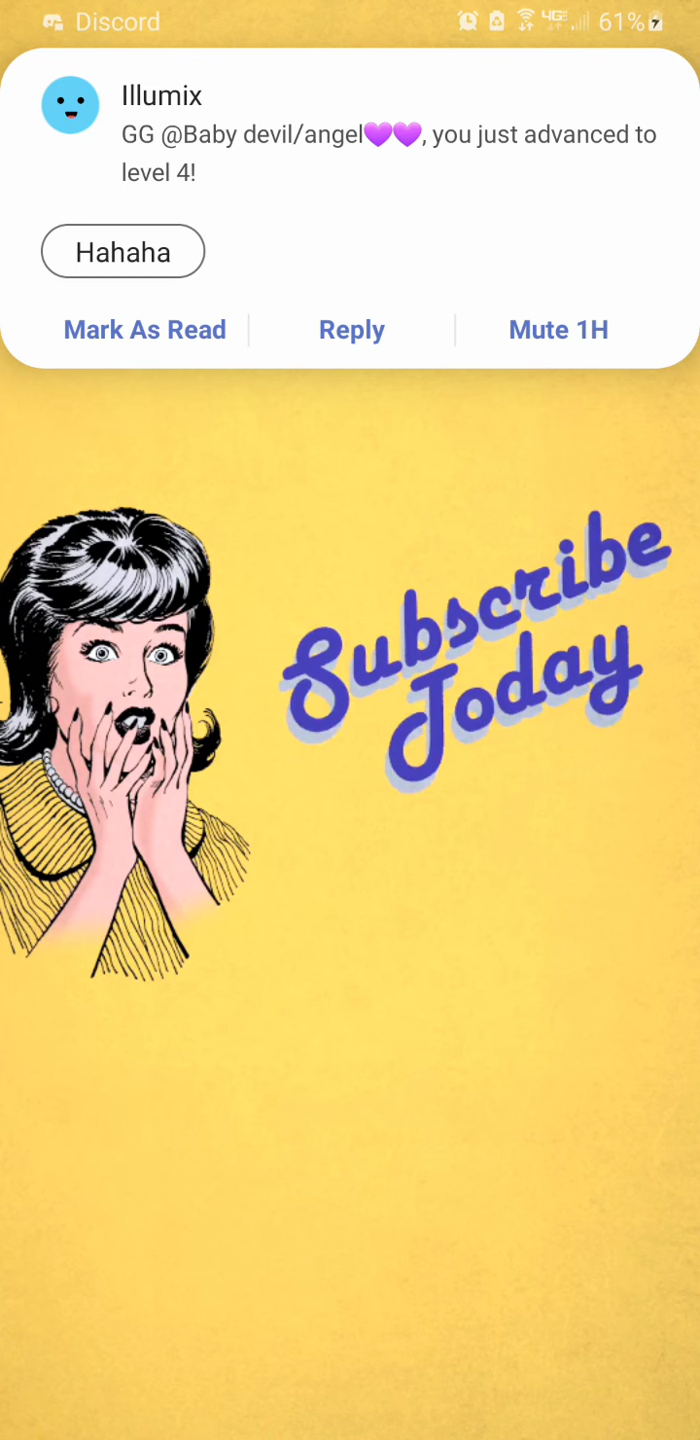 Discord 4GE 61%
Illumix
GG @Baby devil/angel💜💜, you just advanced to
level 4!
Hahaha
Mark As Read Reply Mute 1H
Subscribe
Today